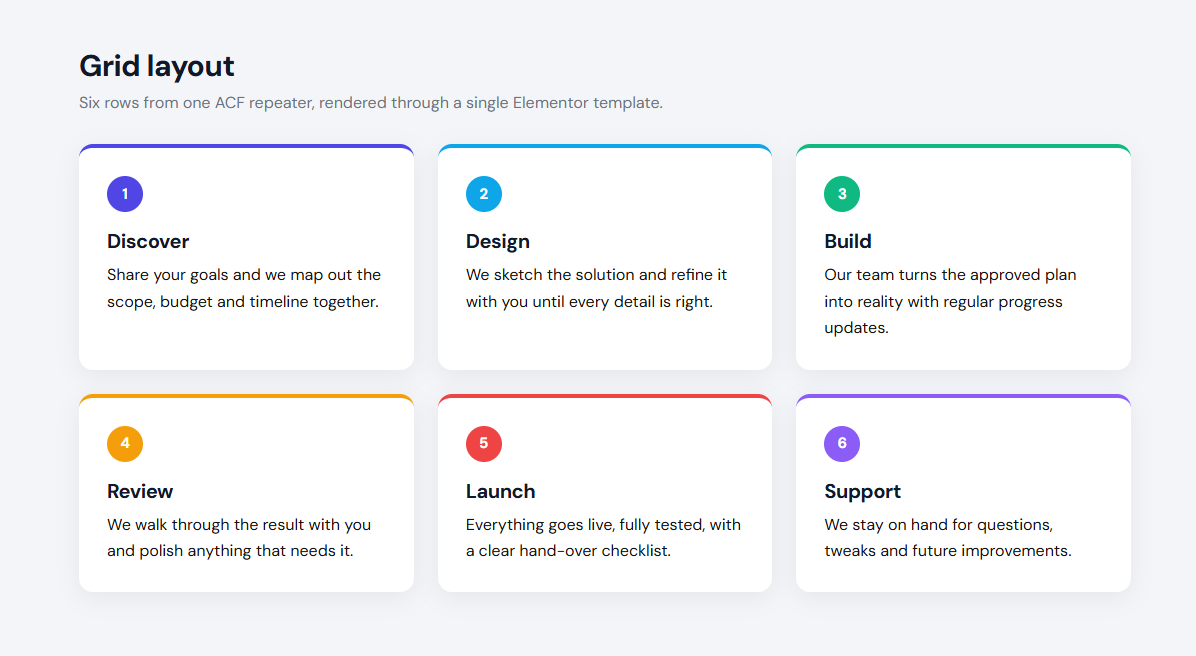 Grid layout
Six rows from one ACF repeater, rendered through a single Elementor template.
1
Discover
Share your goals and we map out the
scope, budget and timeline together.
2
Design
We sketch the solution and refine it
with you until every detail is right.
3
Build
Our team turns the approved plan
into reality with regular progress
updates.
4
Review
We walk through the result with you
and polish anything that needs it.
5
Launch
Everything goes live, fully tested, with
a clear hand-over checklist.
6
Support
We stay on hand for questions,
tweaks and future improvements.